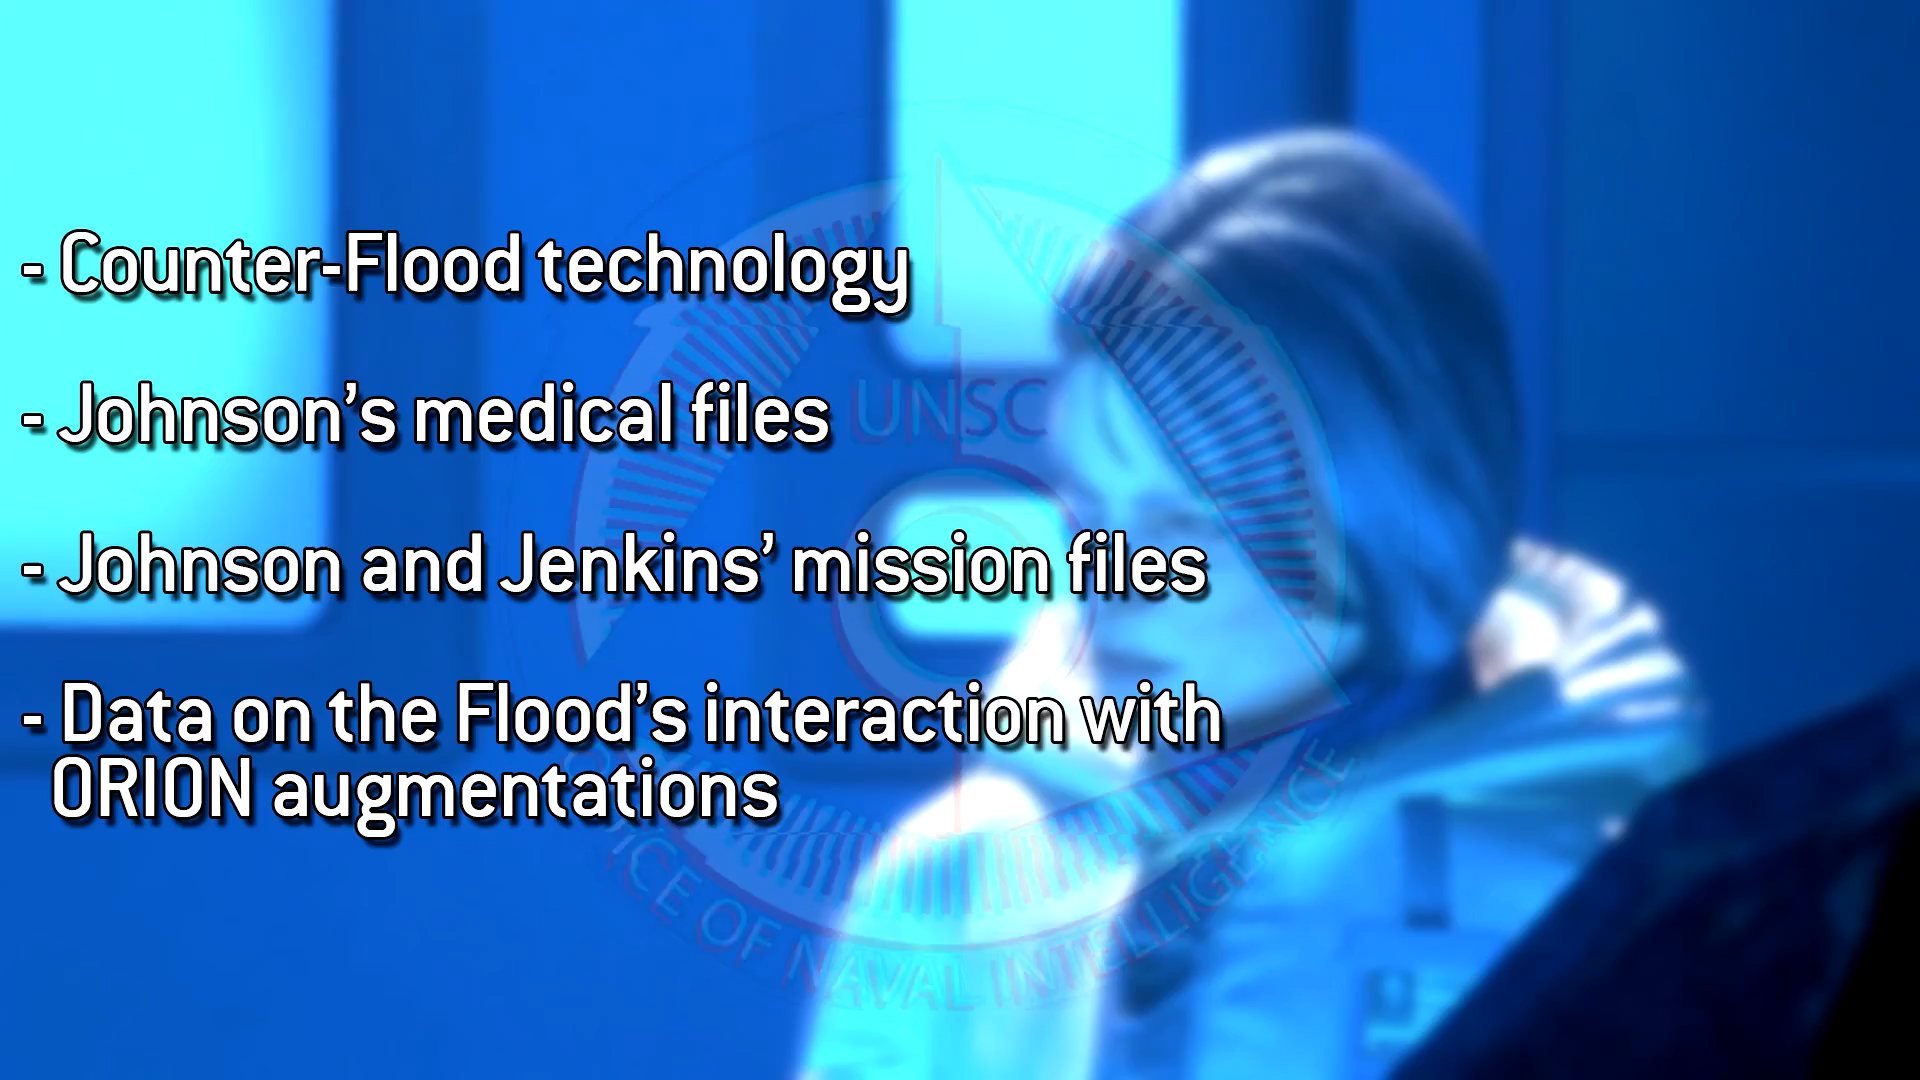 - Counter-Flood technology
- Johnson’s medical files
UNSC
- Johnson and Jenkins’ mission files
- Data on the Flood’s interaction with
ORION augmentations
OFFICE OF NAVAL INTELLIGENCE